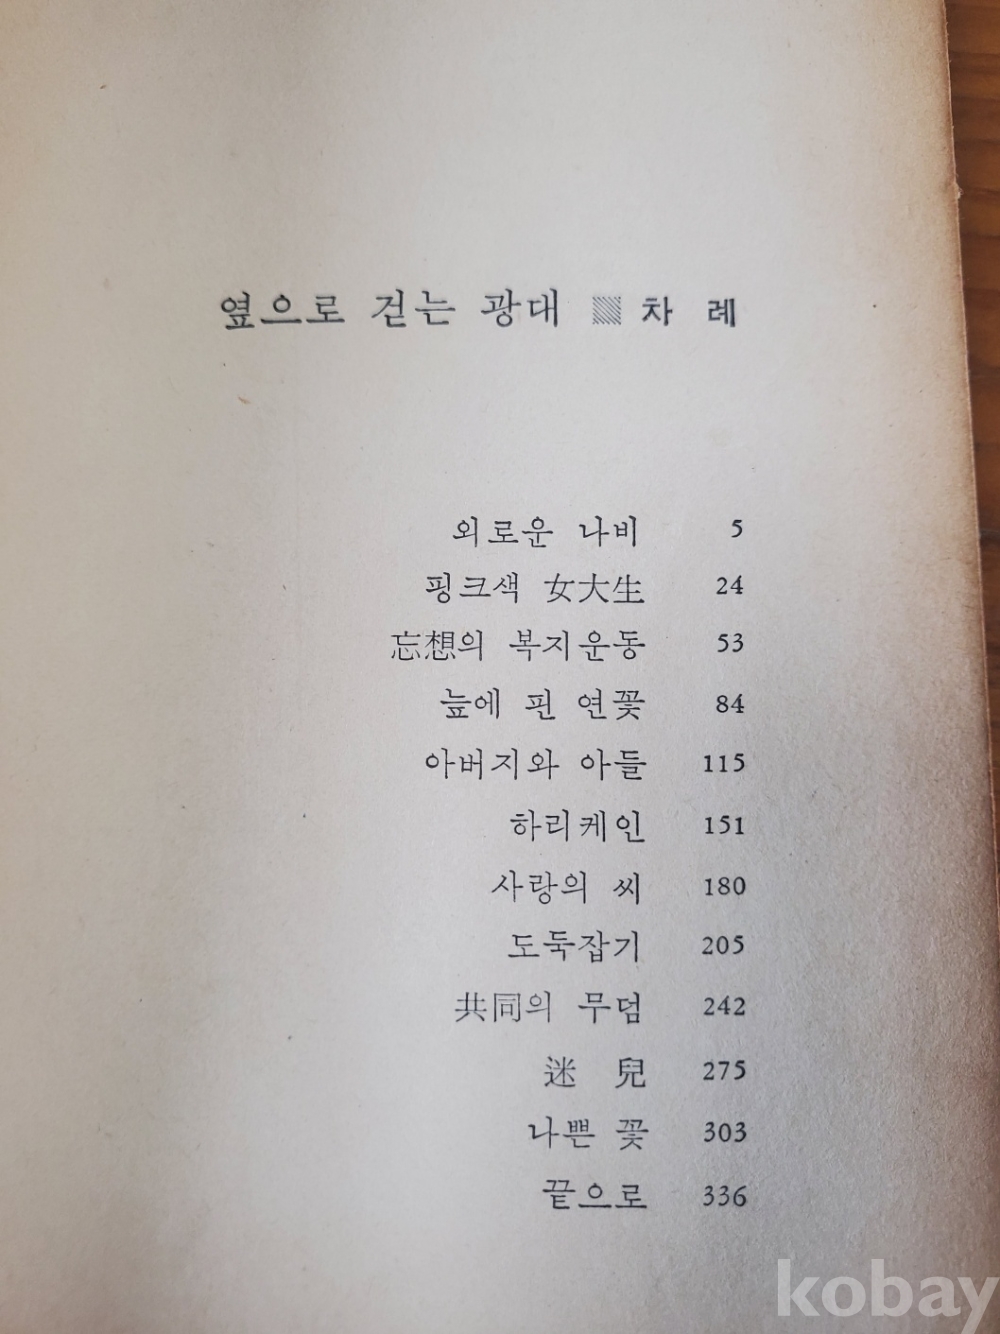 옆으로 걷는 광대 ▧ 차 례
외로운 나비 5
핑크색 女大生 24
忘想의 복지운동 53
늪에 핀 연꽃 84
아버지와 아들 115
하리케인 151
사랑의 씨 180
도둑잡기 205
共同의 무덤 242
迷 兒 275
나쁜 꽃 303
끝으로 336
kobay